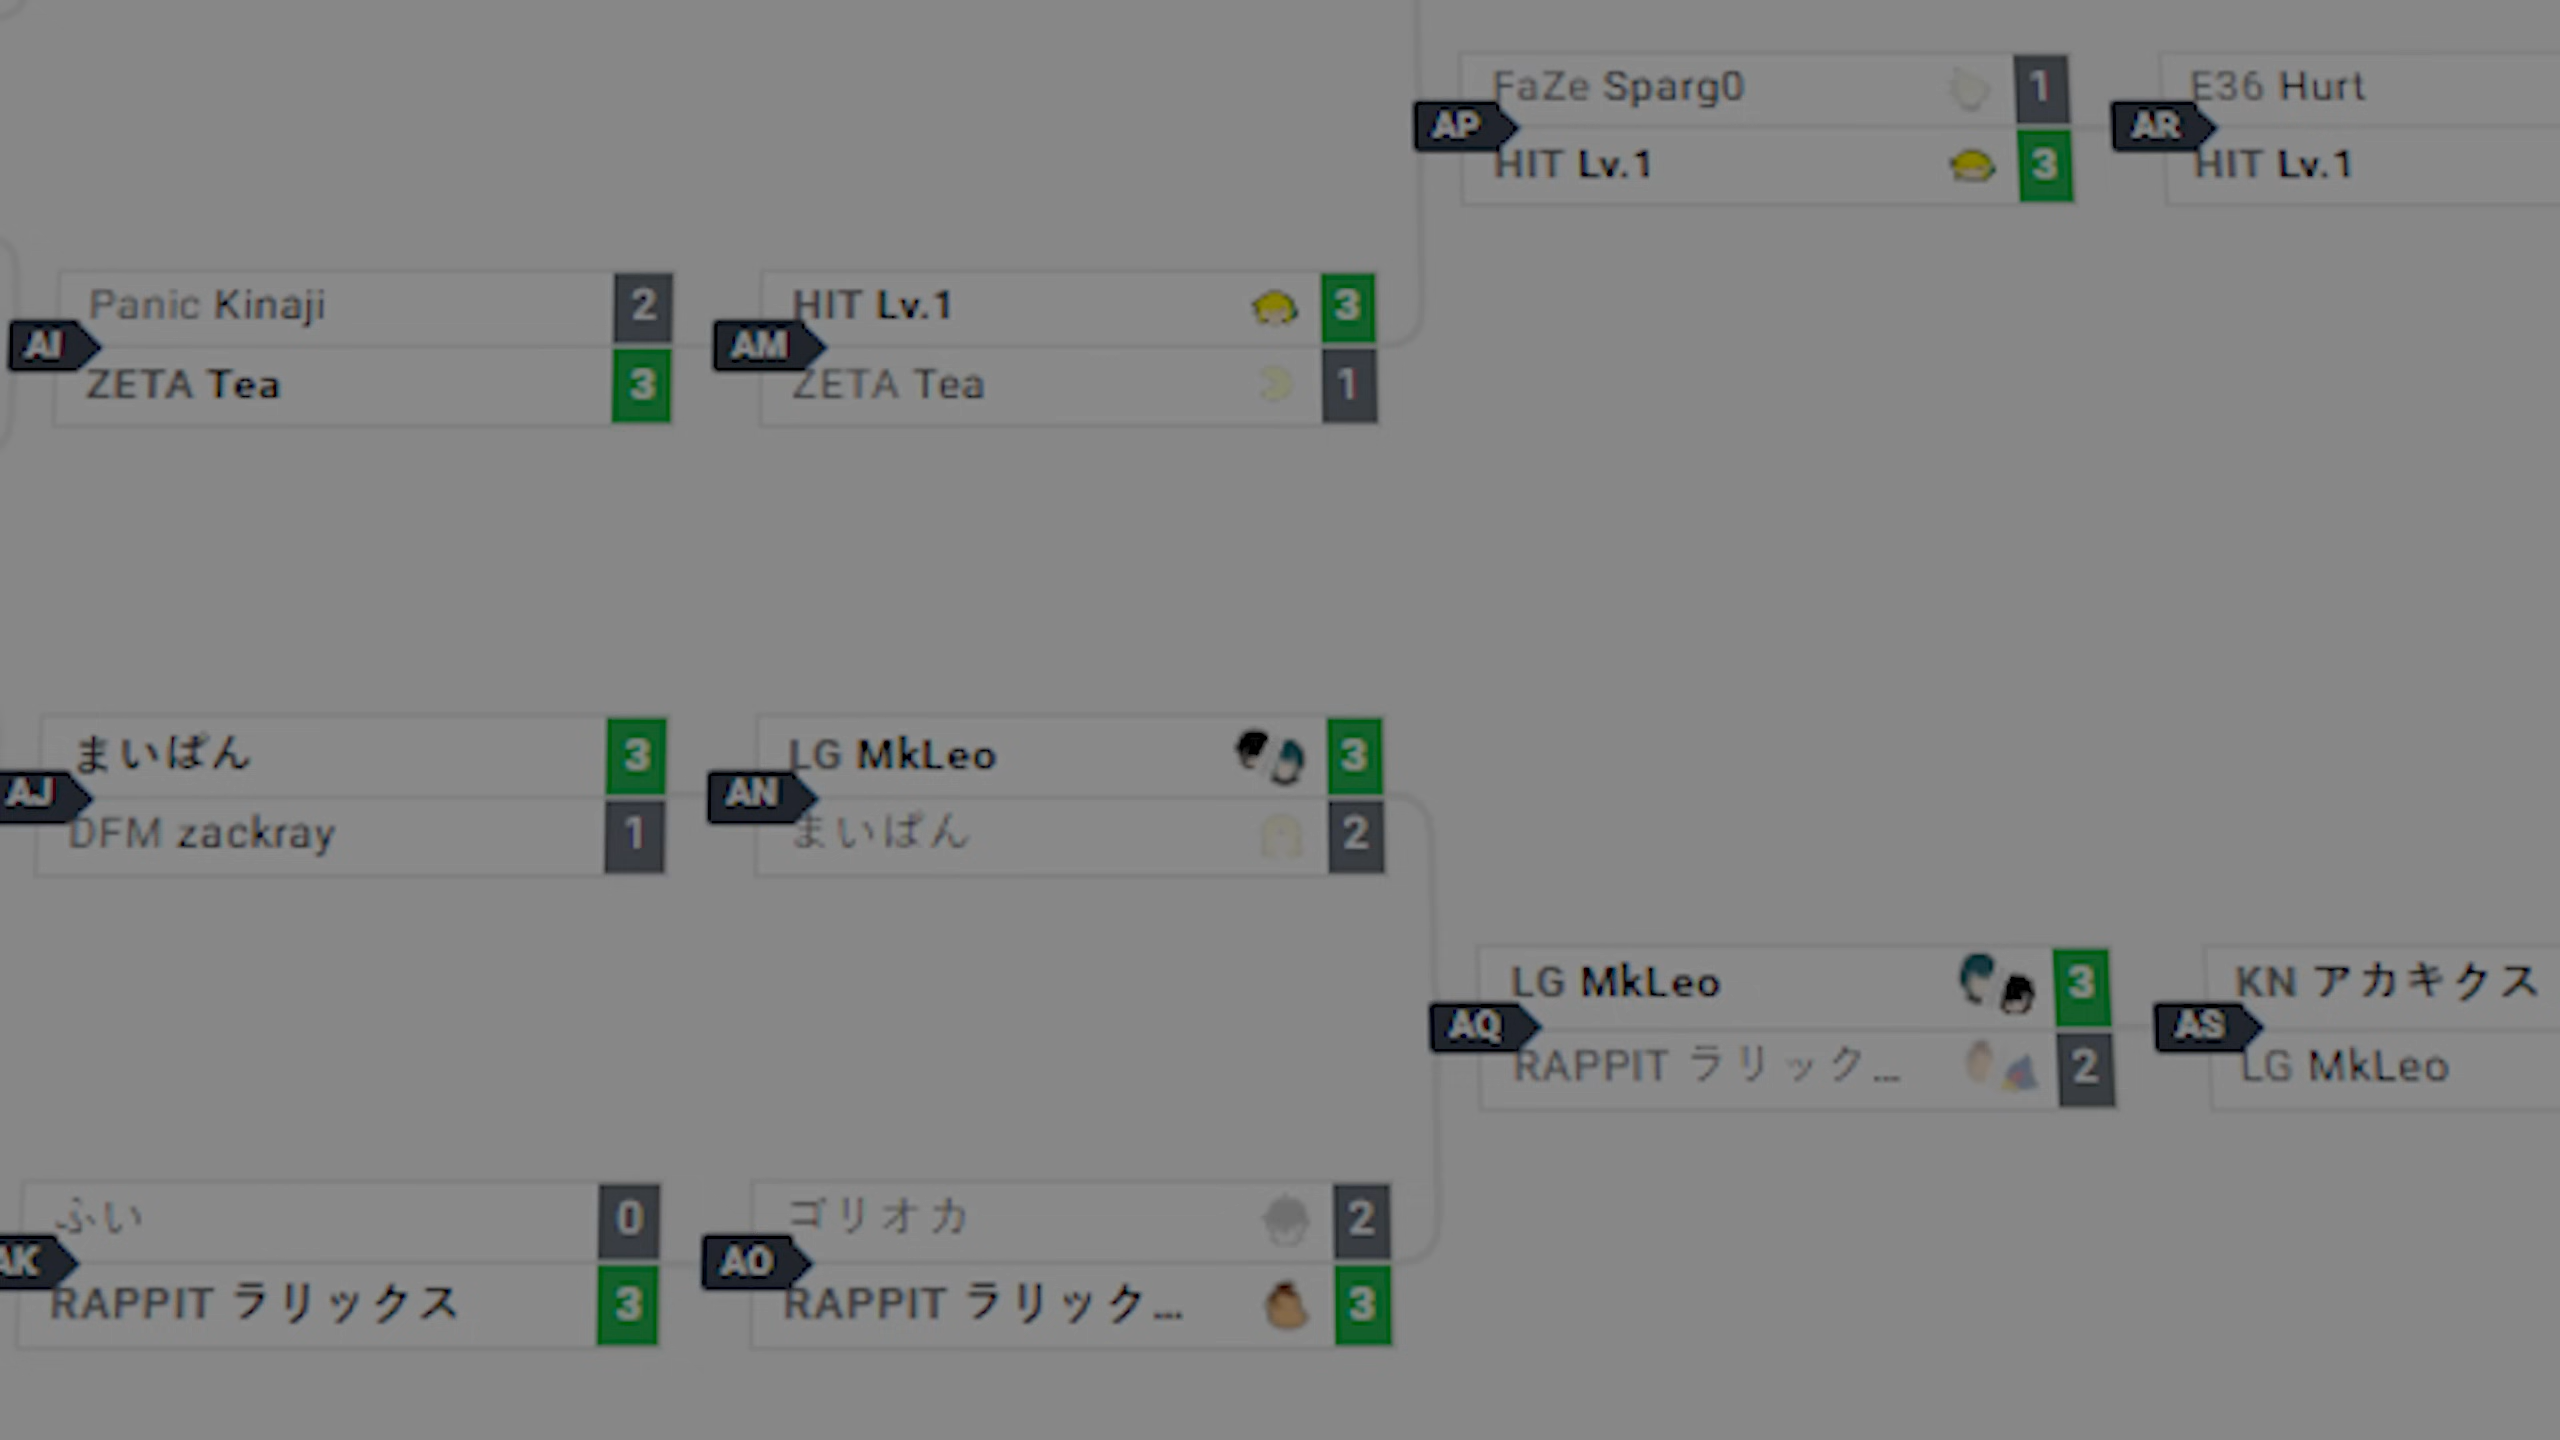 AP
FaZe Sparg0 1
HIT Lv.1 3
AR
E36 Hurt
HIT Lv.1
AI
Panic Kinaji 2
ZETA Tea 3
AM
HIT Lv.1 3
ZETA Tea 1
AJ
まいぱん 3
DFM zackray 1
AN
LG MkLeo 3
まいぱん 2
AQ
LG MkLeo 3
RAPPIT ラリック... 2
AS
KN アカキクス
LG MkLeo
AK
ふい 0
RAPPIT ラリックス 3
AO
ゴリオカ 2
RAPPIT ラリック... 3